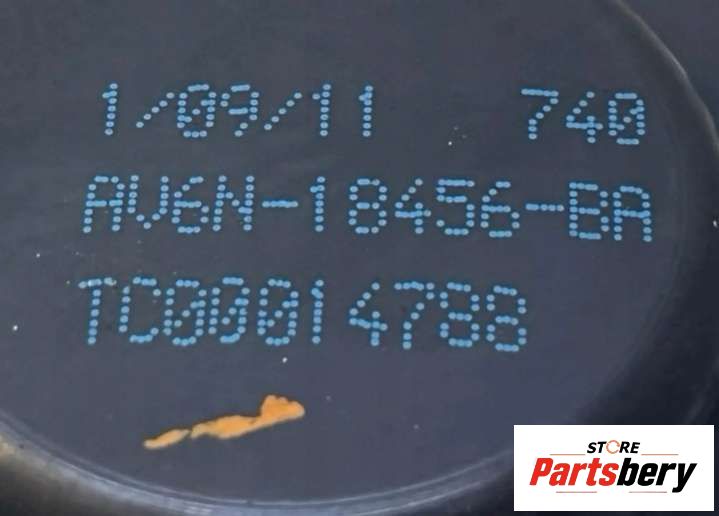 1/09/11 740
AV6N-18456-BA
TC00014788
STORE
Partsbery